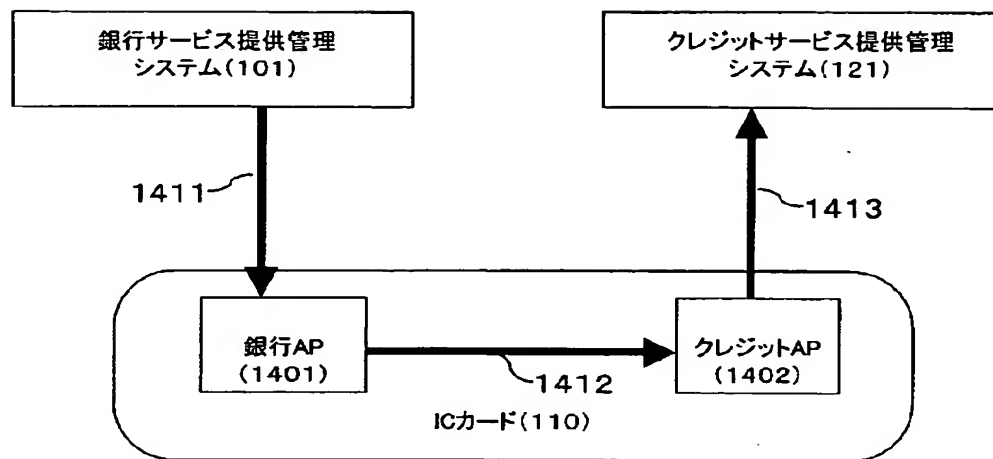 銀行サービス提供管理
システム(101)
クレジットサービス提供管理
システム(121)
1411
1413
銀行AP
(1401)
1412
クレジットAP
(1402)
ICカード(110)